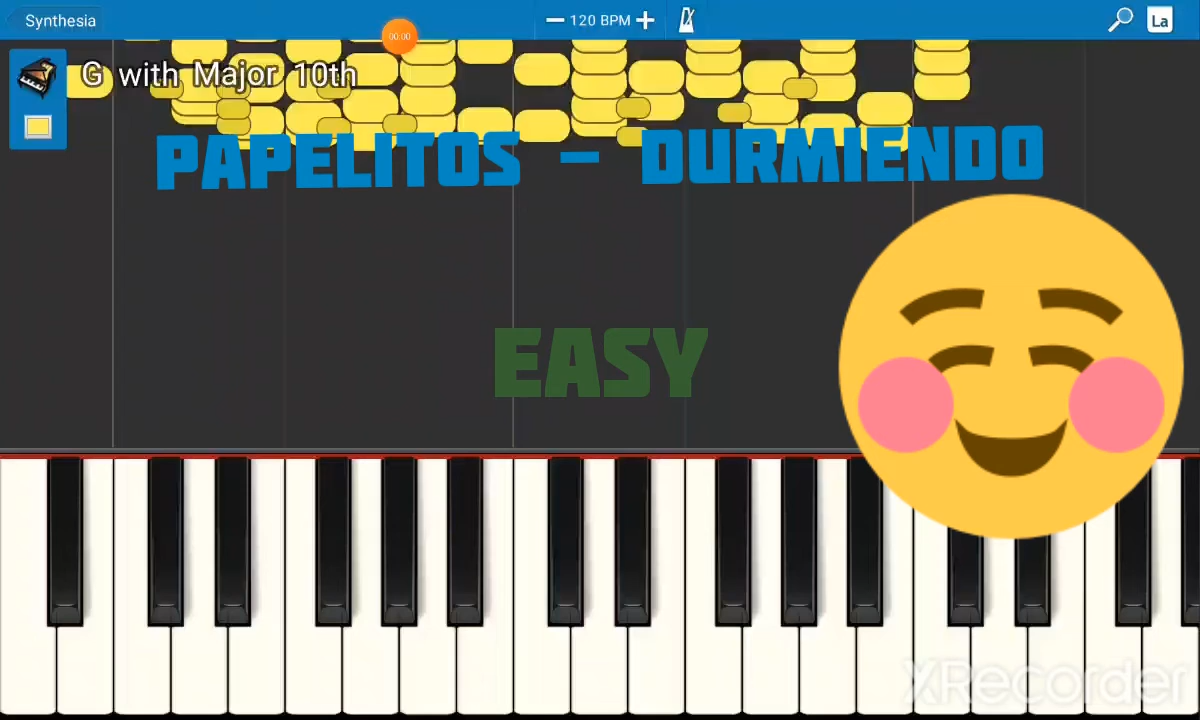 Synthesia
120 BPM
La
00:00
G with Major 10th
PAPELITOS - DURMIENDO
EASY
XRecorder